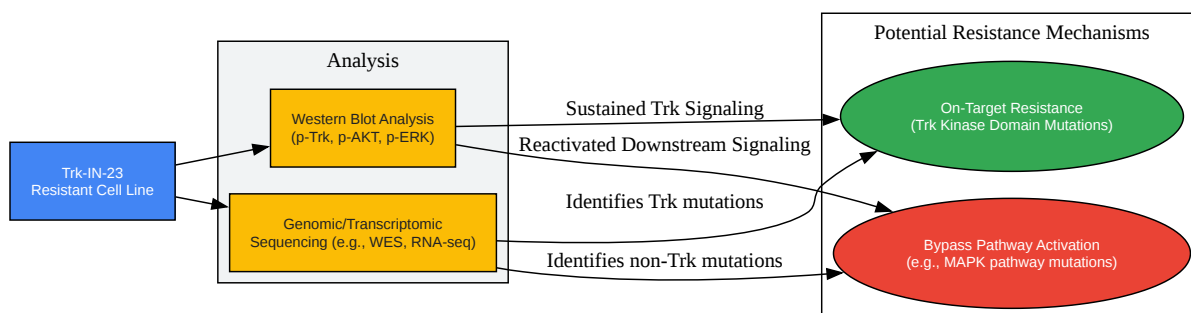 Trk-IN-23
Resistant Cell Line
Analysis
Western Blot Analysis
(p-Trk, p-AKT, p-ERK)
Genomic/Transcriptomic
Sequencing (e.g., WES, RNA-seq)
Sustained Trk Signaling
Reactivated Downstream Signaling
Identifies Trk mutations
Identifies non-Trk mutations
Potential Resistance Mechanisms
On-Target Resistance
(Trk Kinase Domain Mutations)
Bypass Pathway Activation
(e.g., MAPK pathway mutations)